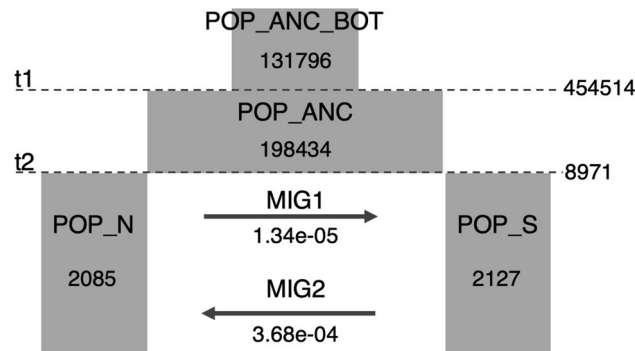 POP_ANC_BOT
131796
t1
454514
POP_ANC
198434
t2
8971
MIG1
1.34e-05
POP_N
2085
POP_S
2127
MIG2
3.68e-04